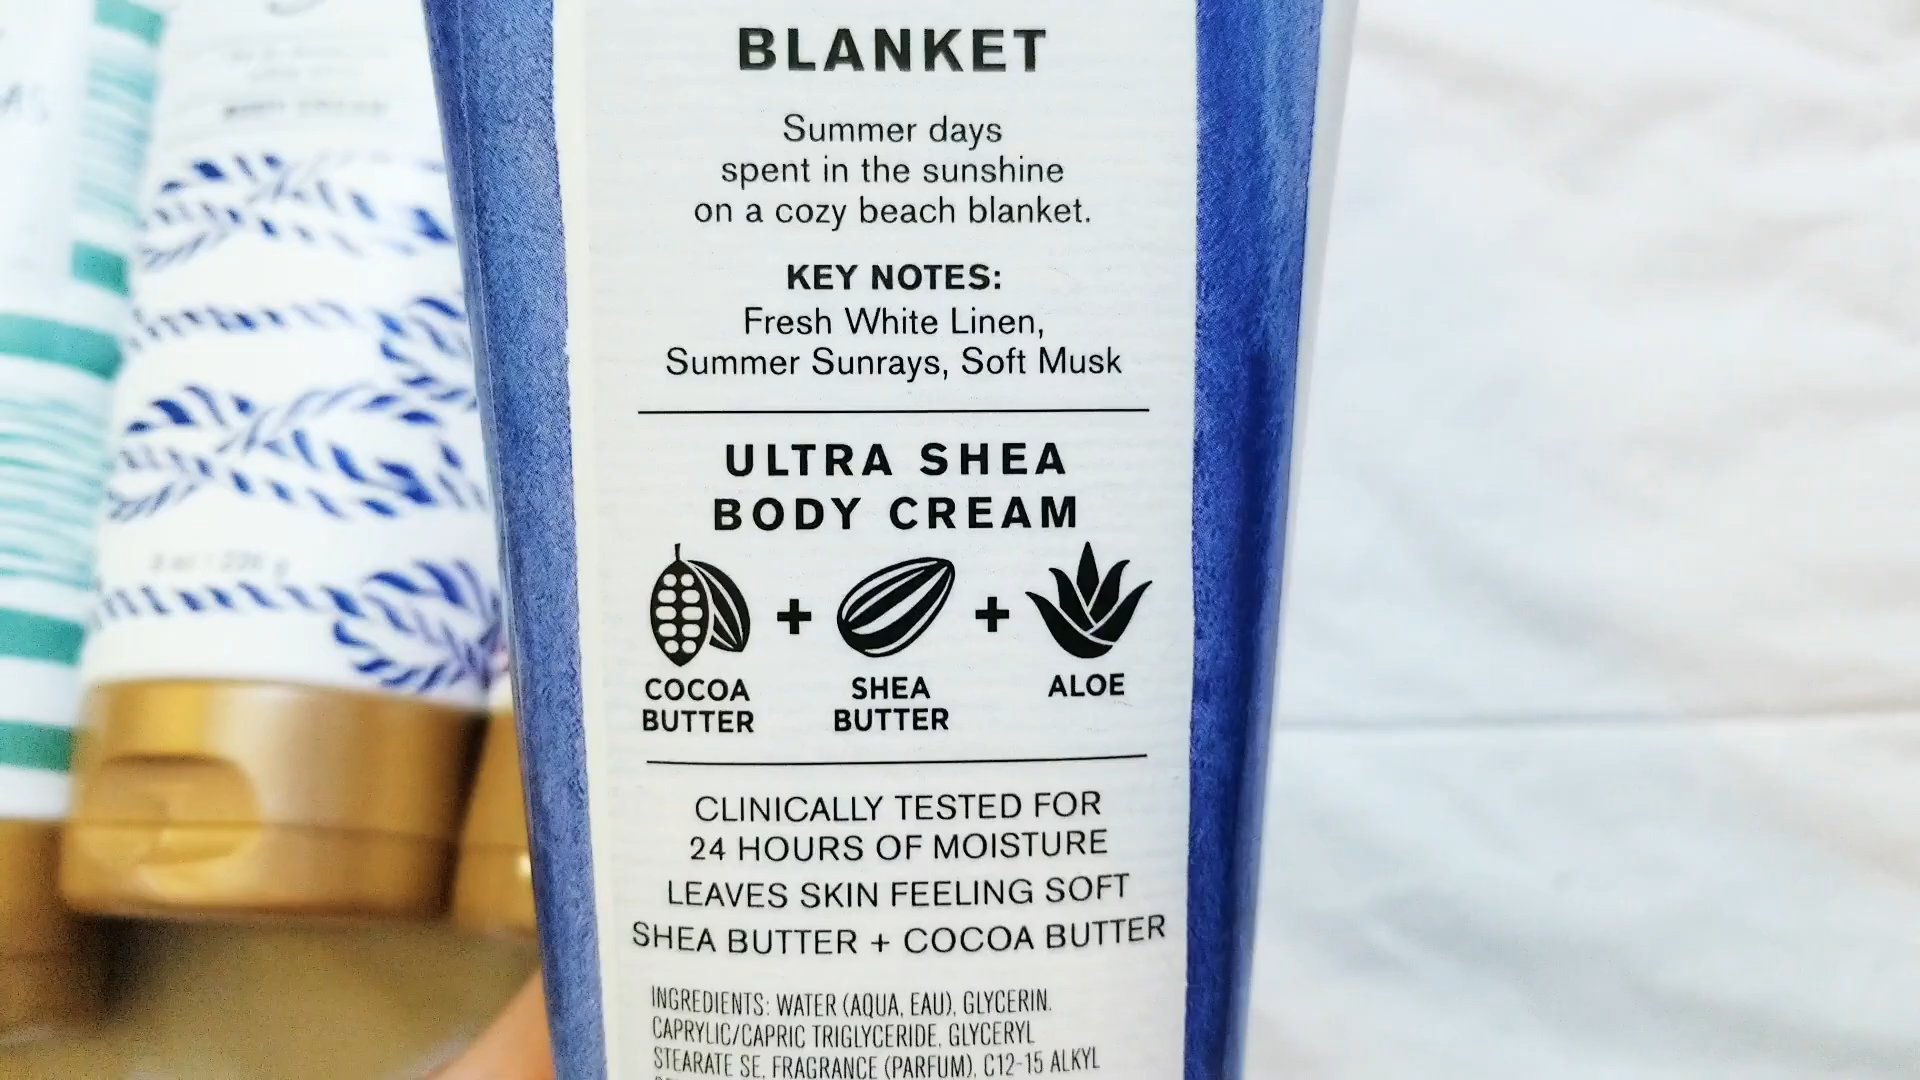 BLANKET
Summer days
spent in the sunshine
on a cozy beach blanket.
KEY NOTES:
Fresh White Linen,
Summer Sunrays, Soft Musk
ULTRA SHEA
BODY CREAM
COCOA
BUTTER
+
SHEA
BUTTER
+
ALOE
CLINICALLY TESTED FOR
24 HOURS OF MOISTURE
LEAVES SKIN FEELING SOFT
SHEA BUTTER + COCOA BUTTER
INGREDIENTS: WATER (AQUA, EAU), GLYCERIN,
CAPRYLIC/CAPRIC TRIGLYCERIDE, GLYCERYL
STEARATE SE, FRAGRANCE (PARFUM), C12-15 ALKYL